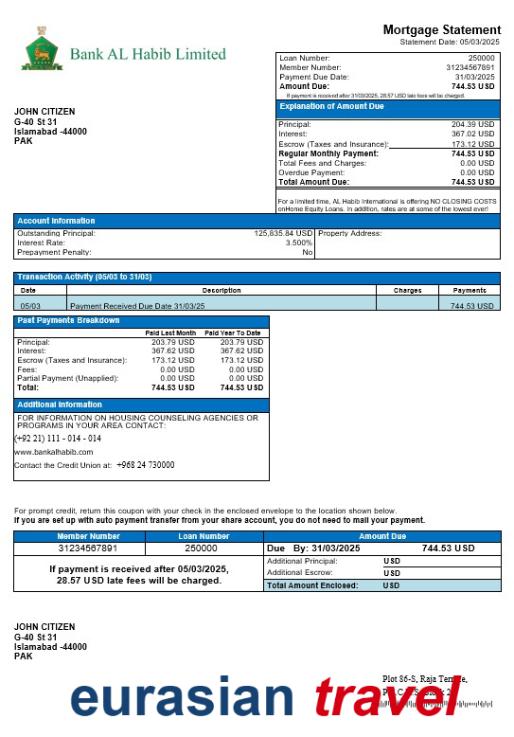 Mortgage Statement
Statement Date: 05/03/2025
Bank AL Habib Limited
Loan Number: 250000
Member Number: 31234567891
Payment Due Date: 31/03/2025
Amount Due: 744.53 USD
If payment is received after 31/03/2025, 28.57 USD late fees will be charged.
JOHN CITIZEN
G-40 St 31
Islamabad -44000
PAK
Explanation of Amount Due
Principal: 204.39 USD
Interest: 367.02 USD
Escrow (Taxes and Insurance): 173.12 USD
Regular Monthly Payment: 744.53 USD
Total Fees and Charges: 0.00 USD
Overdue Payment: 0.00 USD
Total Amount Due: 744.53 USD
For a limited time, AL Habib International is offering NO CLOSING COSTS
onHome Equity Loans. In addition, rates are at some of the lowest ever!
Account Information
Outstanding Principal: 125,835.84 USD Property Address:
Interest Rate: 3.500%
Prepayment Penalty: No
Transaction Activity (05/03 to 31/03)
Date Description Charges Payments
05/03 Payment Received Due Date 31/03/25 744.53 USD
Past Payments Breakdown
Paid Last Month Paid Year To Date
Principal: 203.79 USD 203.79 USD
Interest: 367.62 USD 367.62 USD
Escrow (Taxes and Insurance): 173.12 USD 173.12 USD
Fees: 0.00 USD 0.00 USD
Partial Payment (Unapplied): 0.00 USD 0.00 USD
Total: 744.53 USD 744.53 USD
Additional Information
FOR INFORMATION ON HOUSING COUNSELING AGENCIES OR
PROGRAMS IN YOUR AREA CONTACT:
(+92 21) 111 - 014 - 014
www.bankalhabib.com
Contact the Credit Union at: +968 24 730000
For prompt credit, return this coupon with your check in the enclosed envelope to the location shown below.
If you are set up with auto payment transfer from your share account, you do not need to mail your payment.
Member Number Loan Number Amount Due
31234567891 250000 Due By: 31/03/2025 744.53 USD
If payment is received after 05/03/2025,
28.57 USD late fees will be charged.
Additional Principal: USD
Additional Escrow: USD
Total Amount Enclosed: USD
JOHN CITIZEN
G-40 St 31
Islamabad -44000
PAK
Plot 86-S, Raja Terrace,
eurasian travel